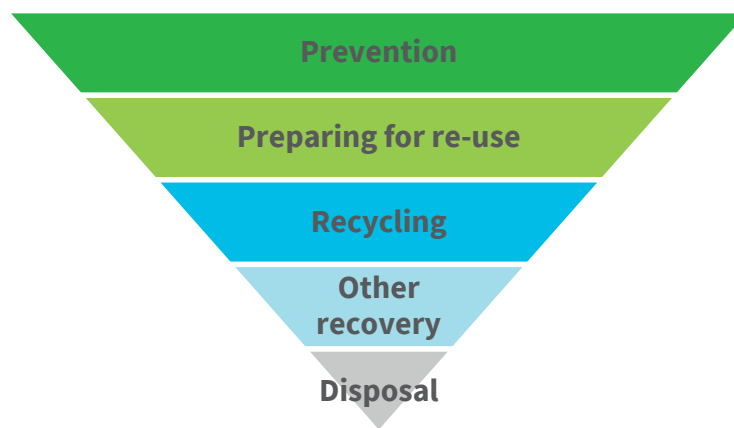 Prevention
Preparing for re-use
Recycling
Other
recovery
Disposal